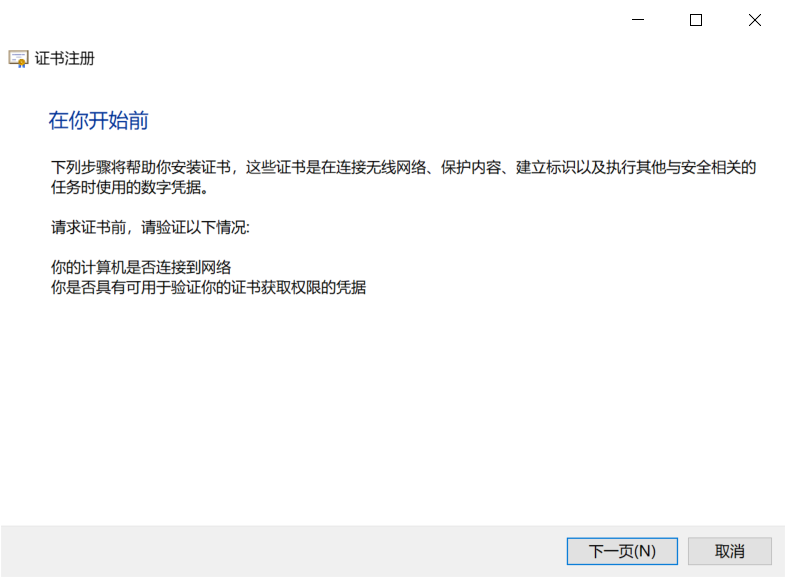 证书注册
在你开始前
下列步骤将帮助你安装证书，这些证书是在连接无线网络、保护内容、建立标识以及执行其他与安全相关的
任务时使用的数字凭据。
请求证书前，请验证以下情况:
你的计算机是否连接到网络
你是否具有可用于验证你的证书获取权限的凭据
下一页(N)
取消